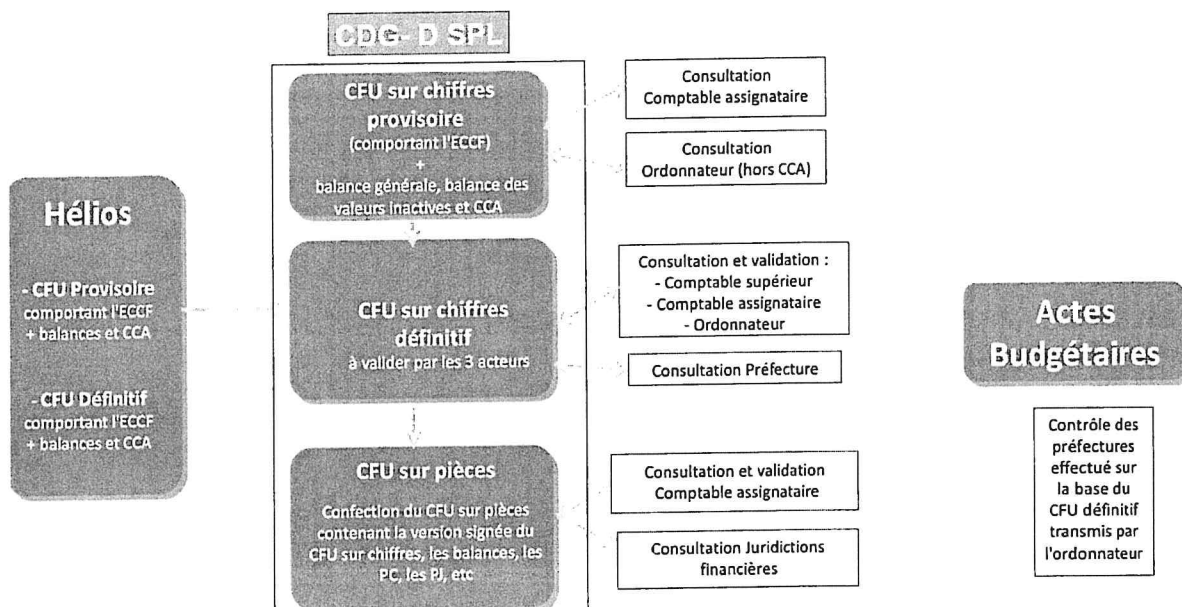 CDG- D SPL
Hélios
- CFU Provisoire
comportant l'ECCF
+ balances et CCA
- CFU Définitif
comportant l'ECCF
+ balances et CCA
CFU sur chiffres
provisoire
(comportant l'ECCF)
+
balance générale, balance des
valeurs inactives et CCA
CFU sur chiffres
définitif
à valider par les 3 acteurs
CFU sur pièces
Confection du CFU sur pièces
contenant la version signée du
CFU sur chiffres, les balances, les
PC, les PJ, etc
Consultation
Comptable assignataire
Consultation
Ordonnateur (hors CCA)
Consultation et validation :
- Comptable supérieur
- Comptable assignataire
- Ordonnateur
Consultation Préfecture
Consultation et validation
Comptable assignataire
Consultation Juridictions
financières
Actes
Budgétaires
Contrôle des
préfectures
effectué sur
la base du
CFU définitif
transmis par
l'ordonnateur